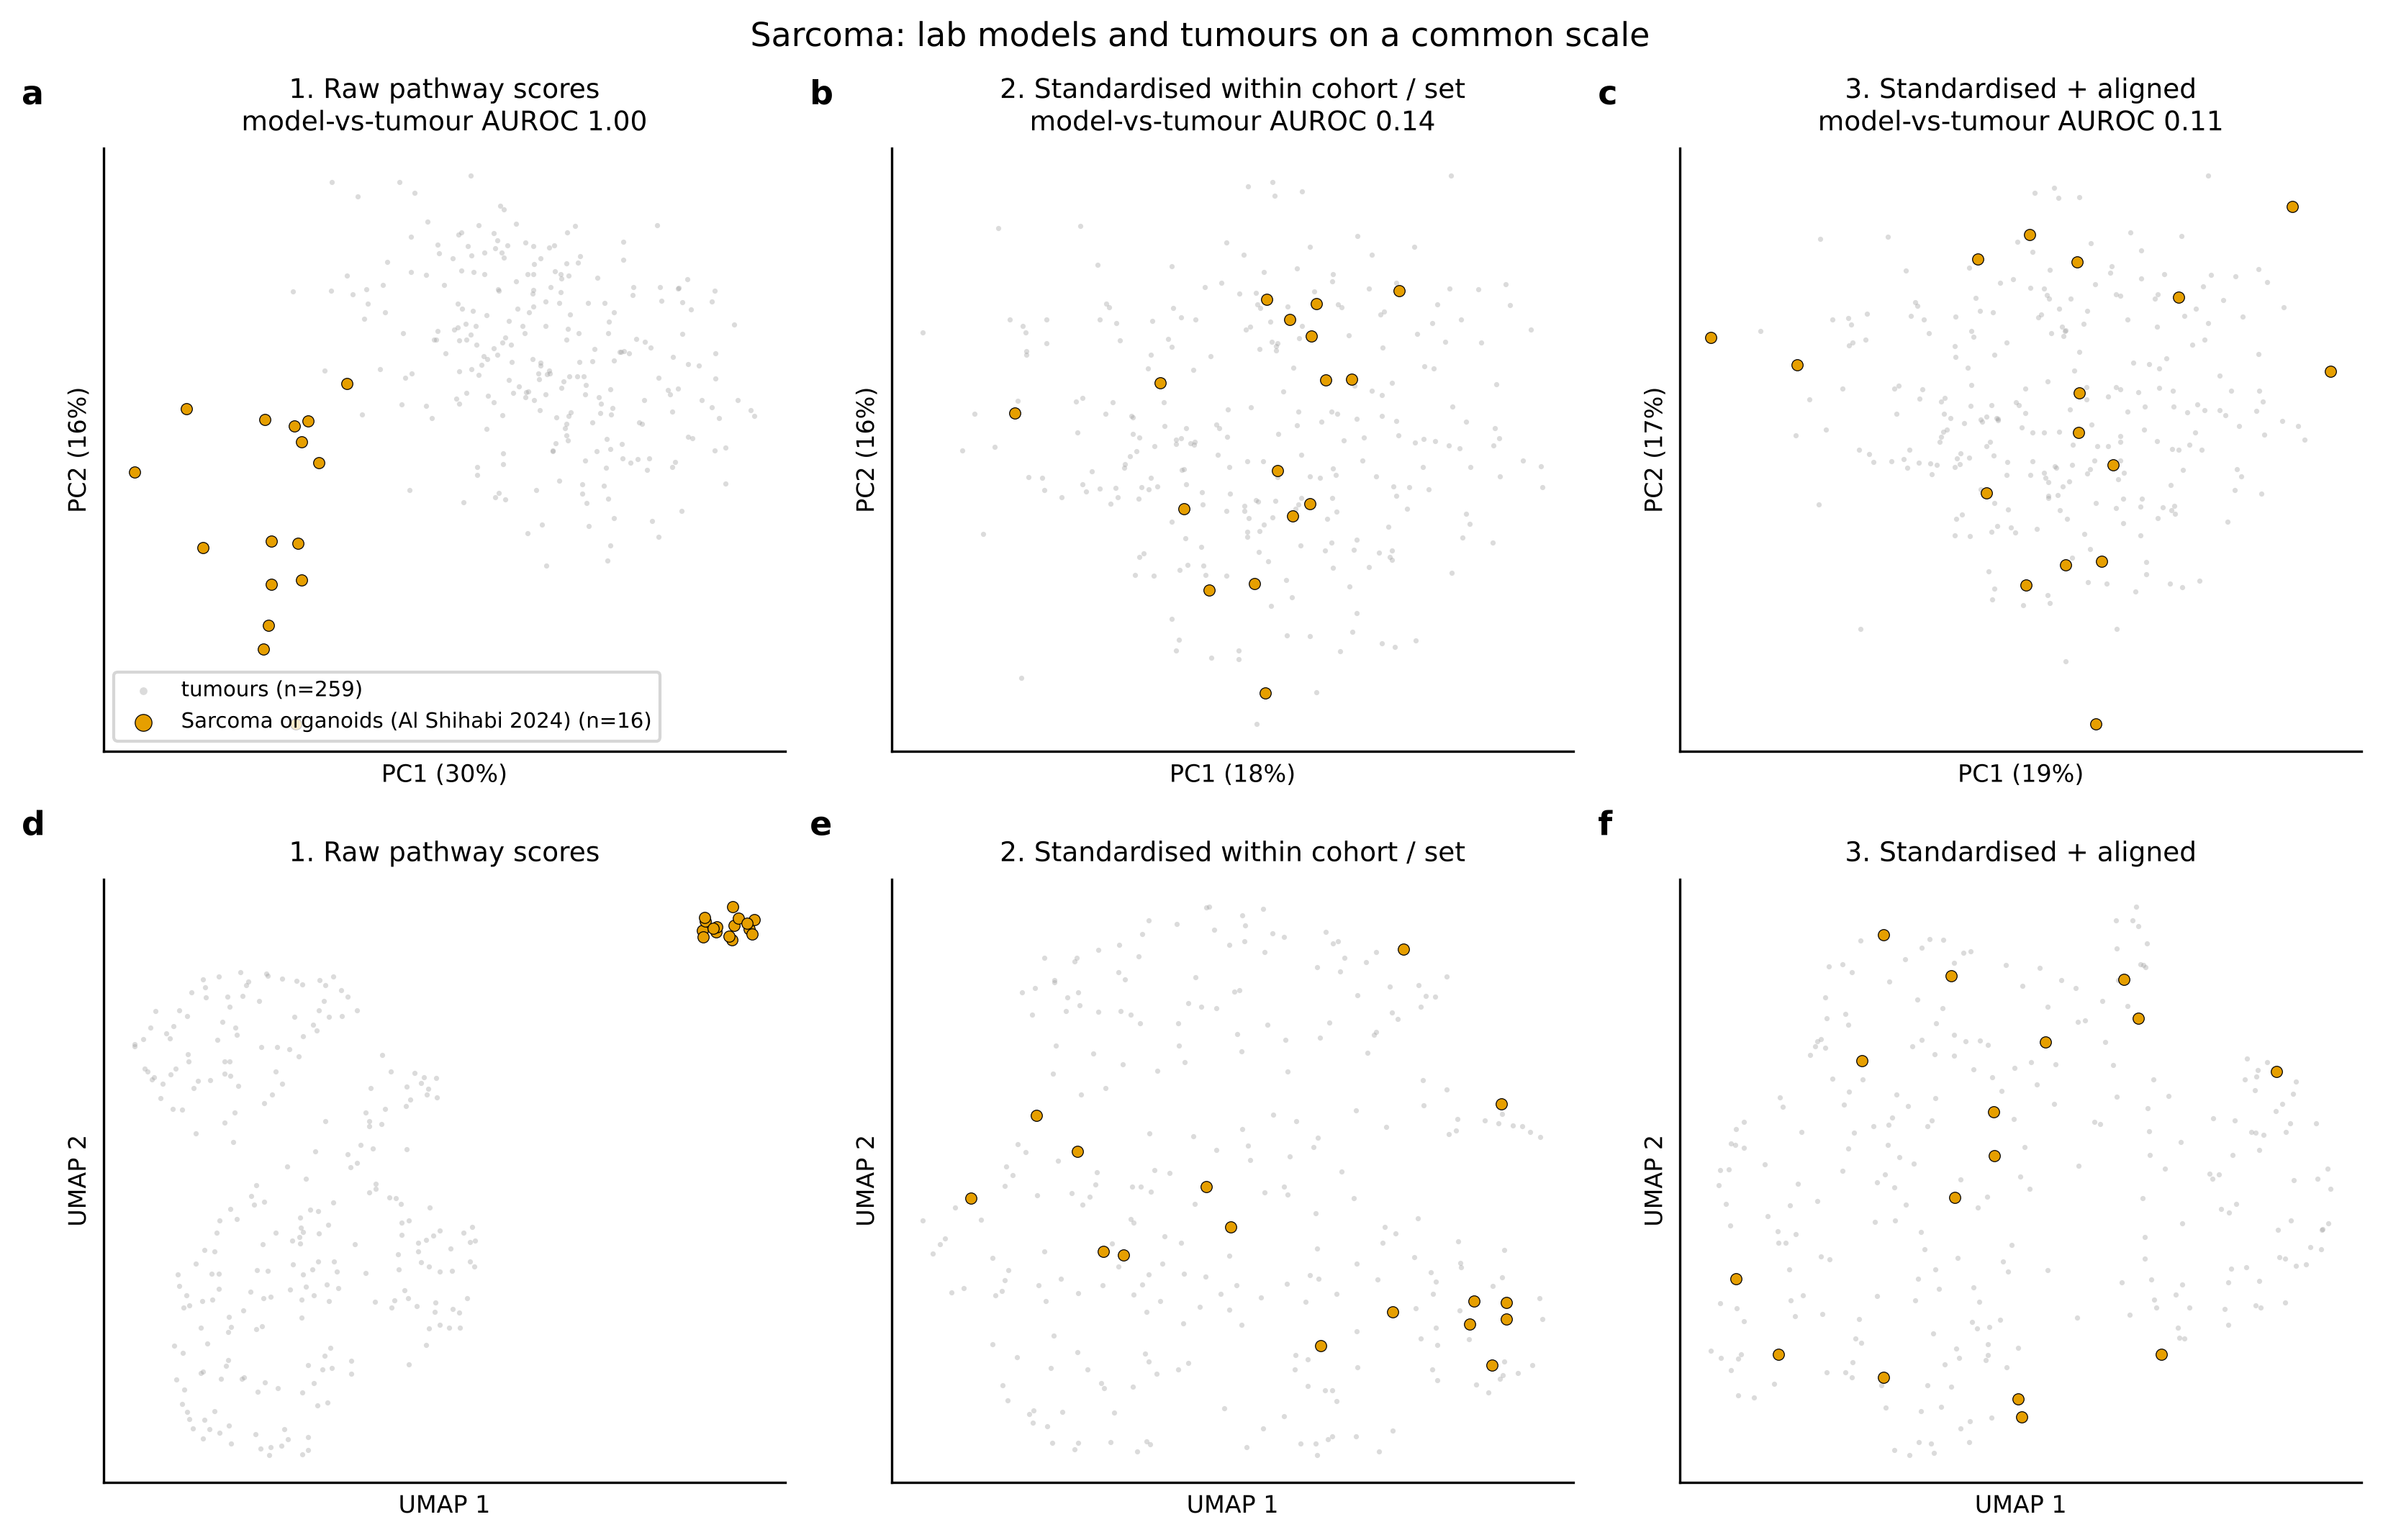 Sarcoma: lab models and tumours on a common scale
a
1. Raw pathway scores
model-vs-tumour AUROC 1.00
PC2 (16%)
tumours (n=259)
Sarcoma organoids (Al Shihabi 2024) (n=16)
PC1 (30%)
b
2. Standardised within cohort / set
model-vs-tumour AUROC 0.14
PC2 (16%)
PC1 (18%)
c
3. Standardised + aligned
model-vs-tumour AUROC 0.11
PC2 (17%)
PC1 (19%)
d
1. Raw pathway scores
UMAP 2
UMAP 1
e
2. Standardised within cohort / set
UMAP 2
UMAP 1
f
3. Standardised + aligned
UMAP 2
UMAP 1